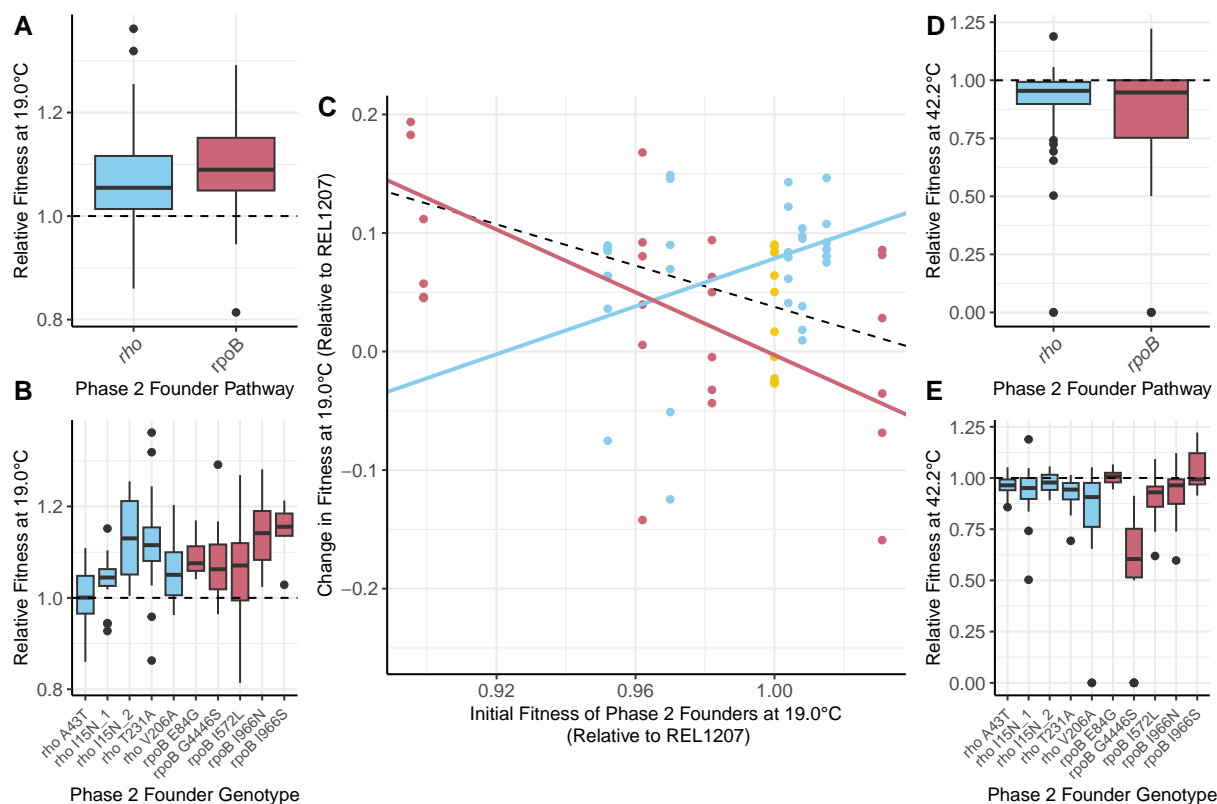 A
Relative Fitness at 19.0°C
1.2
1.0
0.8
rho
rpoB
Phase 2 Founder Pathway
B
Relative Fitness at 19.0°C
1.2
1.0
0.8
rho A43T
rho I15N_1
rho I15N_2
rho T231A
rho V206A
rpoB E84G
rpoB G4446S
rpoB I572L
rpoB I966N
rpoB I966S
Phase 2 Founder Genotype
C
Change in Fitness at 19.0°C (Relative to REL1207)
0.2
0.1
0.0
−0.1
−0.2
0.92
0.96
1.00
Initial Fitness of Phase 2 Founders at 19.0°C
(Relative to REL1207)
D
Relative Fitness at 42.2°C
1.25
1.00
0.75
0.50
0.25
0.00
rho
rpoB
Phase 2 Founder Pathway
E
Relative Fitness at 42.2°C
1.25
1.00
0.75
0.50
0.25
0.00
rho A43T
rho I15N_1
rho I15N_2
rho T231A
rho V206A
rpoB E84G
rpoB G4446S
rpoB I572L
rpoB I966N
rpoB I966S
Phase 2 Founder Genotype